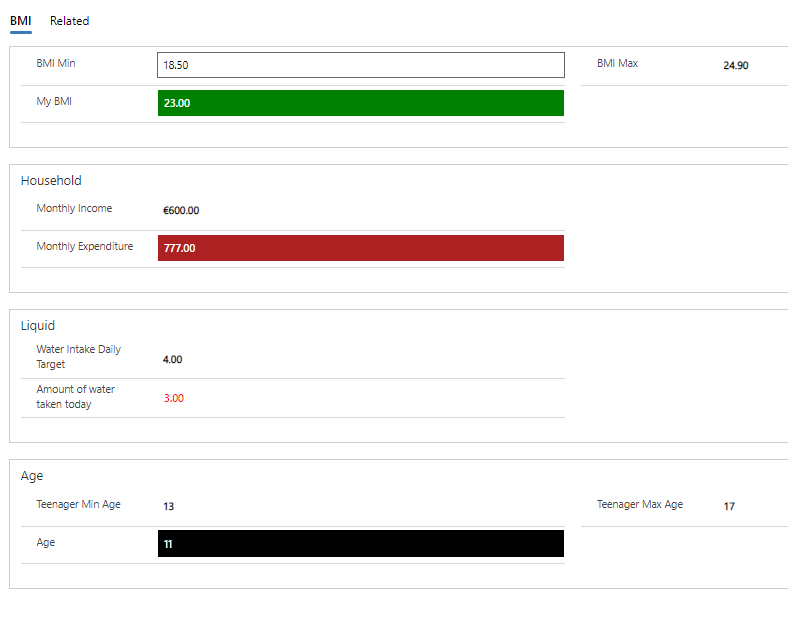 BMI Related
BMI Min 18.50 BMI Max 24.90
My BMI 23.00
Household
Monthly Income €600.00
Monthly Expenditure 777.00
Liquid
Water Intake Daily
Target 4.00
Amount of water
taken today 3.00
Age
Teenager Min Age 13 Teenager Max Age 17
Age 11